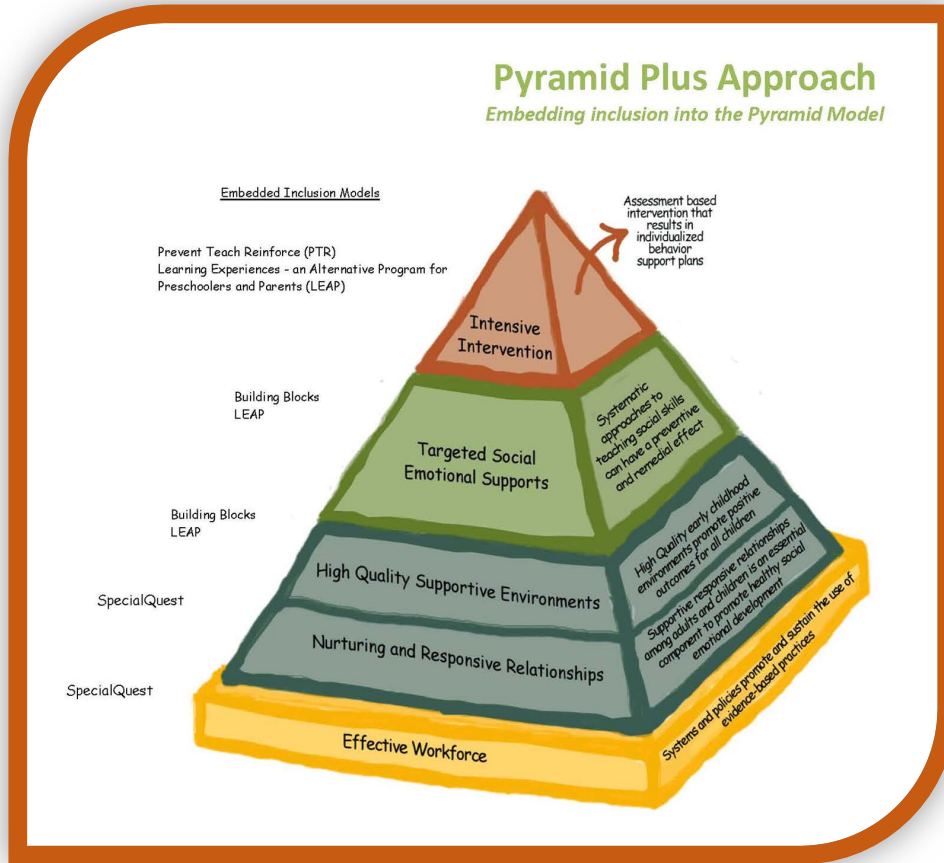 Pyramid Plus Approach
Embedding inclusion into the Pyramid Model
Embedded Inclusion Models
Prevent Teach Reinforce (PTR)
Learning Experiences - an Alternative Program for
Preschoolers and Parents (LEAP)
Assessment based
intervention that
results in
individualized
behavior
support plans
Intensive
Intervention
Building Blocks
LEAP
Targeted Social
Emotional Supports
Systematic
approaches to
teaching social skills
can have a preventive
and remedial effect
Building Blocks
LEAP
High Quality Supportive Environments
High Quality early childhood
environments promote positive
outcomes for all children
SpecialQuest
Nurturing and Responsive Relationships
Supportive responsive relationships
among adults and children is an essential
component to promote healthy social
emotional development
SpecialQuest
Effective Workforce
Systems and policies promote and sustain the use of
evidence-based practices